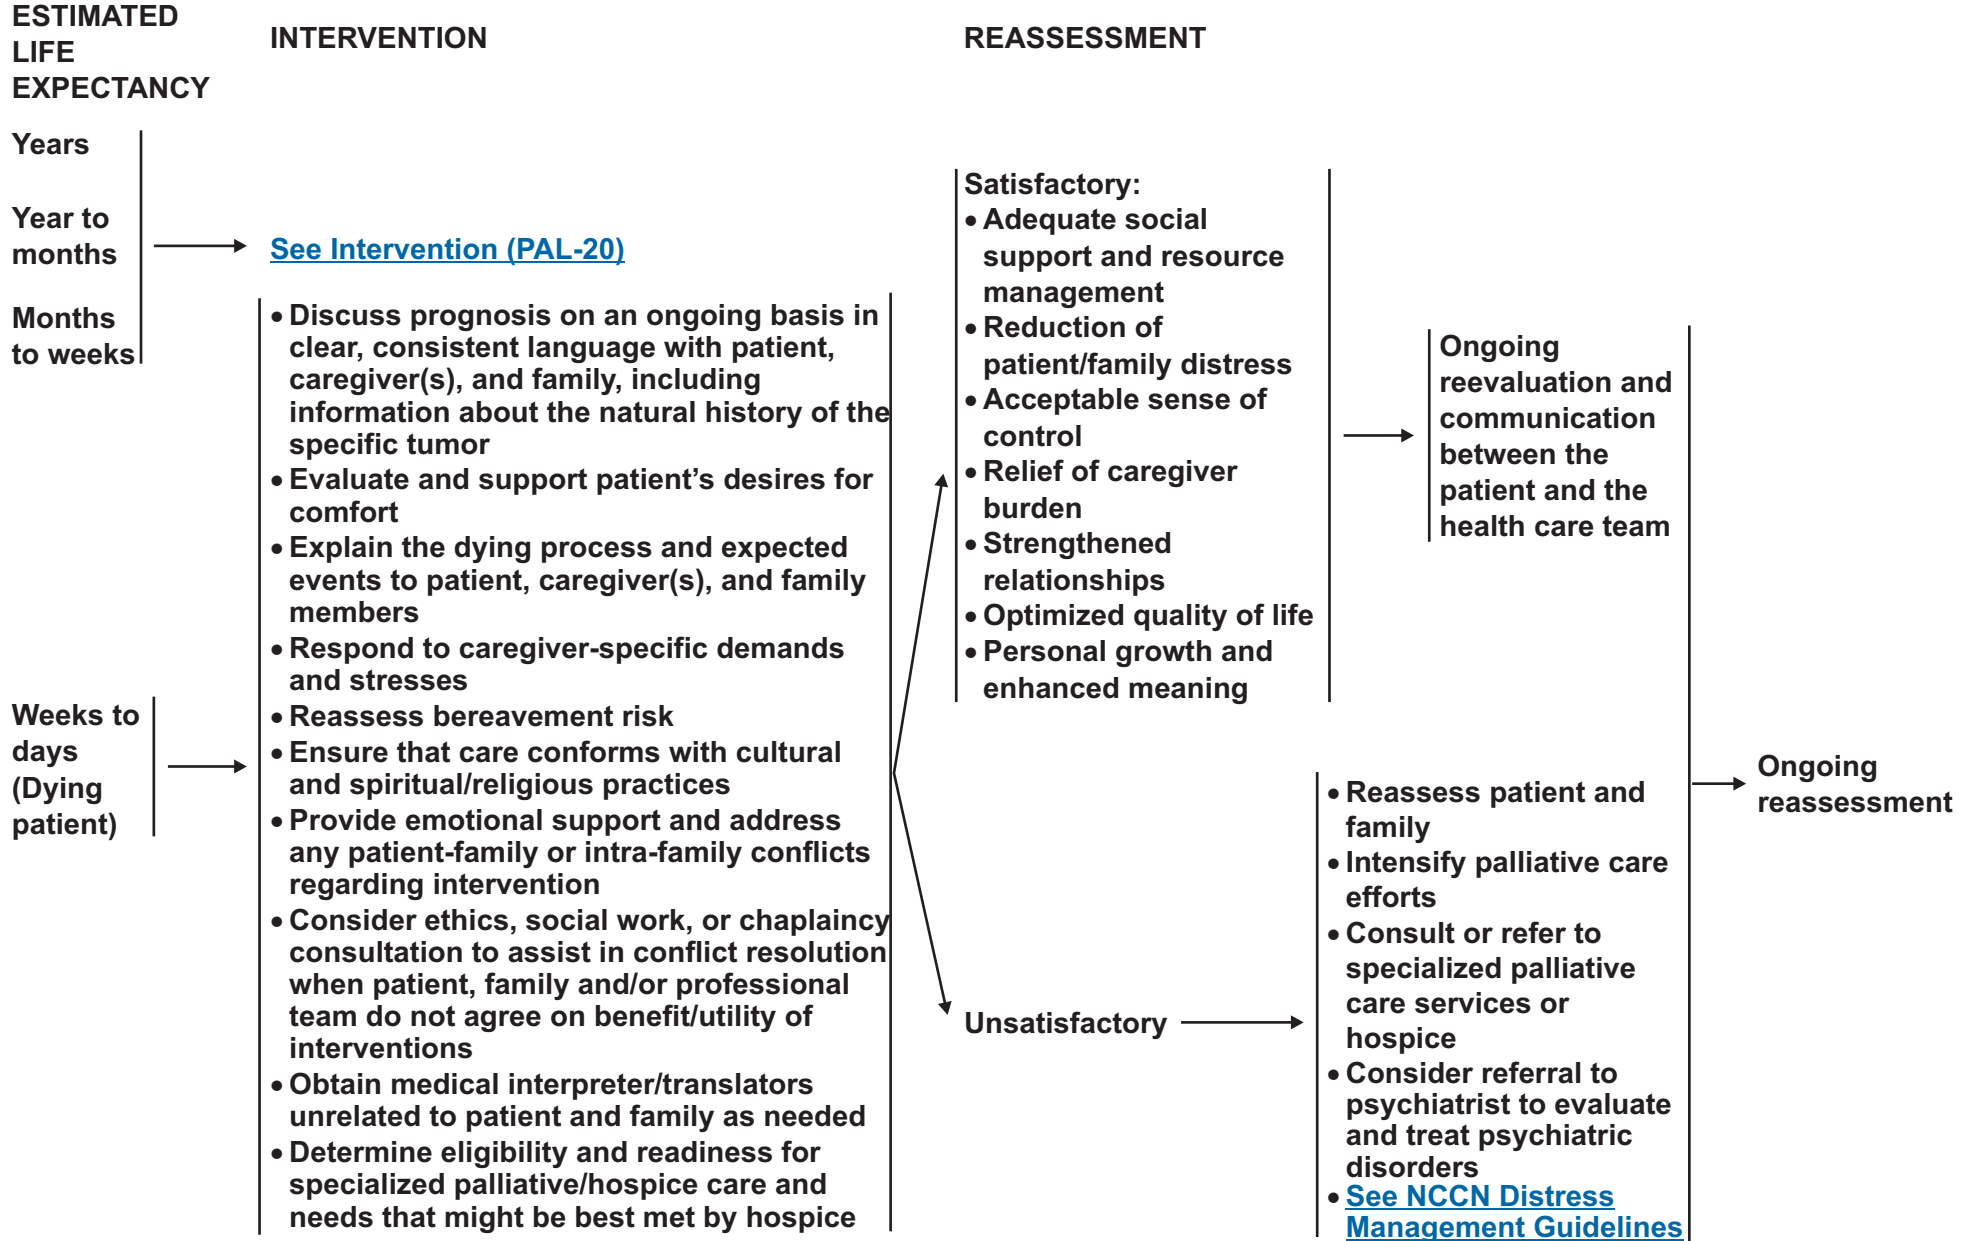 ESTIMATED
LIFE
EXPECTANCY
INTERVENTION
REASSESSMENT
Years
Year to
months
Months
to weeks
See Intervention (PAL-20)
Weeks to
days
(Dying
patient)
• Discuss prognosis on an ongoing basis in
clear, consistent language with patient,
caregiver(s), and family, including
information about the natural history of the
specific tumor
• Evaluate and support patient’s desires for
comfort
• Explain the dying process and expected
events to patient, caregiver(s), and family
members
• Respond to caregiver-specific demands
and stresses
• Reassess bereavement risk
• Ensure that care conforms with cultural
and spiritual/religious practices
• Provide emotional support and address
any patient-family or intra-family conflicts
regarding intervention
• Consider ethics, social work, or chaplaincy
consultation to assist in conflict resolution
when patient, family and/or professional
team do not agree on benefit/utility of
interventions
• Obtain medical interpreter/translators
unrelated to patient and family as needed
• Determine eligibility and readiness for
specialized palliative/hospice care and
needs that might be best met by hospice
Satisfactory:
• Adequate social
support and resource
management
• Reduction of
patient/family distress
• Acceptable sense of
control
• Relief of caregiver
burden
• Strengthened
relationships
• Optimized quality of life
• Personal growth and
enhanced meaning
Ongoing
reevaluation and
communication
between the
patient and the
health care team
Unsatisfactory
• Reassess patient and
family
• Intensify palliative care
efforts
• Consult or refer to
specialized palliative
care services or
hospice
• Consider referral to
psychiatrist to evaluate
and treat psychiatric
disorders
• See NCCN Distress
Management Guidelines
Ongoing
reassessment